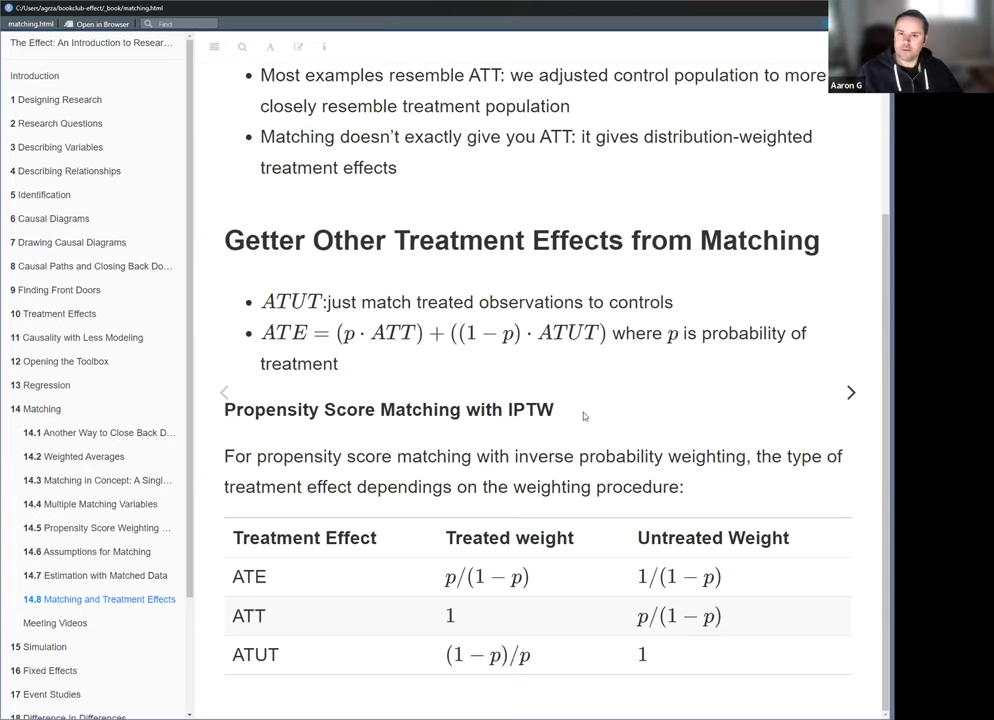 C:/Users/agrza/bookclub-effect/_book/matching.html
matching.html
Open in Browser
Find
The Effect: An Introduction to Resear…
Introduction
1 Designing Research
2 Research Questions
3 Describing Variables
4 Describing Relationships
5 Identification
6 Causal Diagrams
7 Drawing Causal Diagrams
8 Causal Paths and Closing Back Do…
9 Finding Front Doors
10 Treatment Effects
11 Causality with Less Modeling
12 Opening the Toolbox
13 Regression
14 Matching
14.1 Another Way to Close Back D…
14.2 Weighted Averages
14.3 Matching in Concept: A Singl…
14.4 Multiple Matching Variables
14.5 Propensity Score Weighting …
14.6 Assumptions for Matching
14.7 Estimation with Matched Data
14.8 Matching and Treatment Effects
Meeting Videos
15 Simulation
16 Fixed Effects
17 Event Studies
18 Difference in Differences
• Most examples resemble ATT: we adjusted control population to more
closely resemble treatment population
• Matching doesn't exactly give you ATT: it gives distribution-weighted
treatment effects
Getter Other Treatment Effects from Matching
• ATUT:just match treated observations to controls
• ATE = (p · ATT) + ((1 − p) · ATUT) where p is probability of
treatment
Propensity Score Matching with IPTW
For propensity score matching with inverse probability weighting, the type of
treatment effect dependings on the weighting procedure:
Treatment Effect Treated weight Untreated Weight
ATE p/(1 − p) 1/(1 − p)
ATT 1 p/(1 − p)
ATUT (1 − p)/p 1
Aaron G